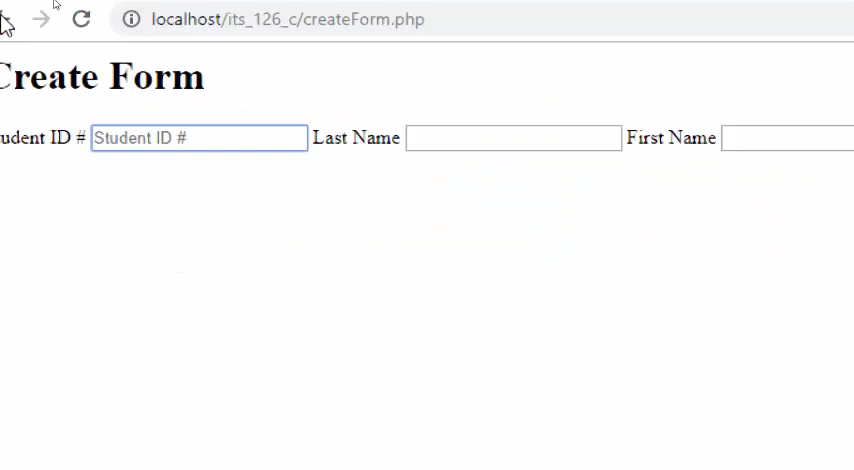 localhost/its_126_c/createForm.php
Create Form
udent ID # Student ID # Last Name First Name